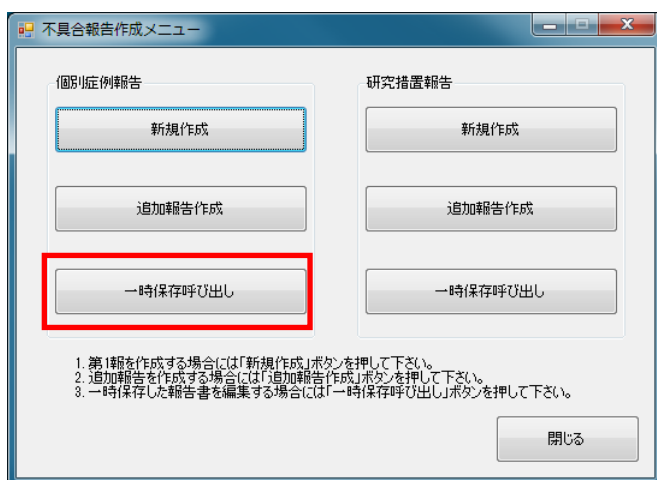 不具合報告作成メニュー
個別症例報告
新規作成
追加報告作成
一時保存呼び出し
研究措置報告
新規作成
追加報告作成
一時保存呼び出し
1. 第1報を作成する場合には「新規作成」ボタンを押して下さい。
2. 追加報告を作成する場合には「追加報告作成」ボタンを押して下さい。
3. 一時保存した報告書を編集する場合には「一時保存呼び出し」ボタンを押して下さい。
閉じる